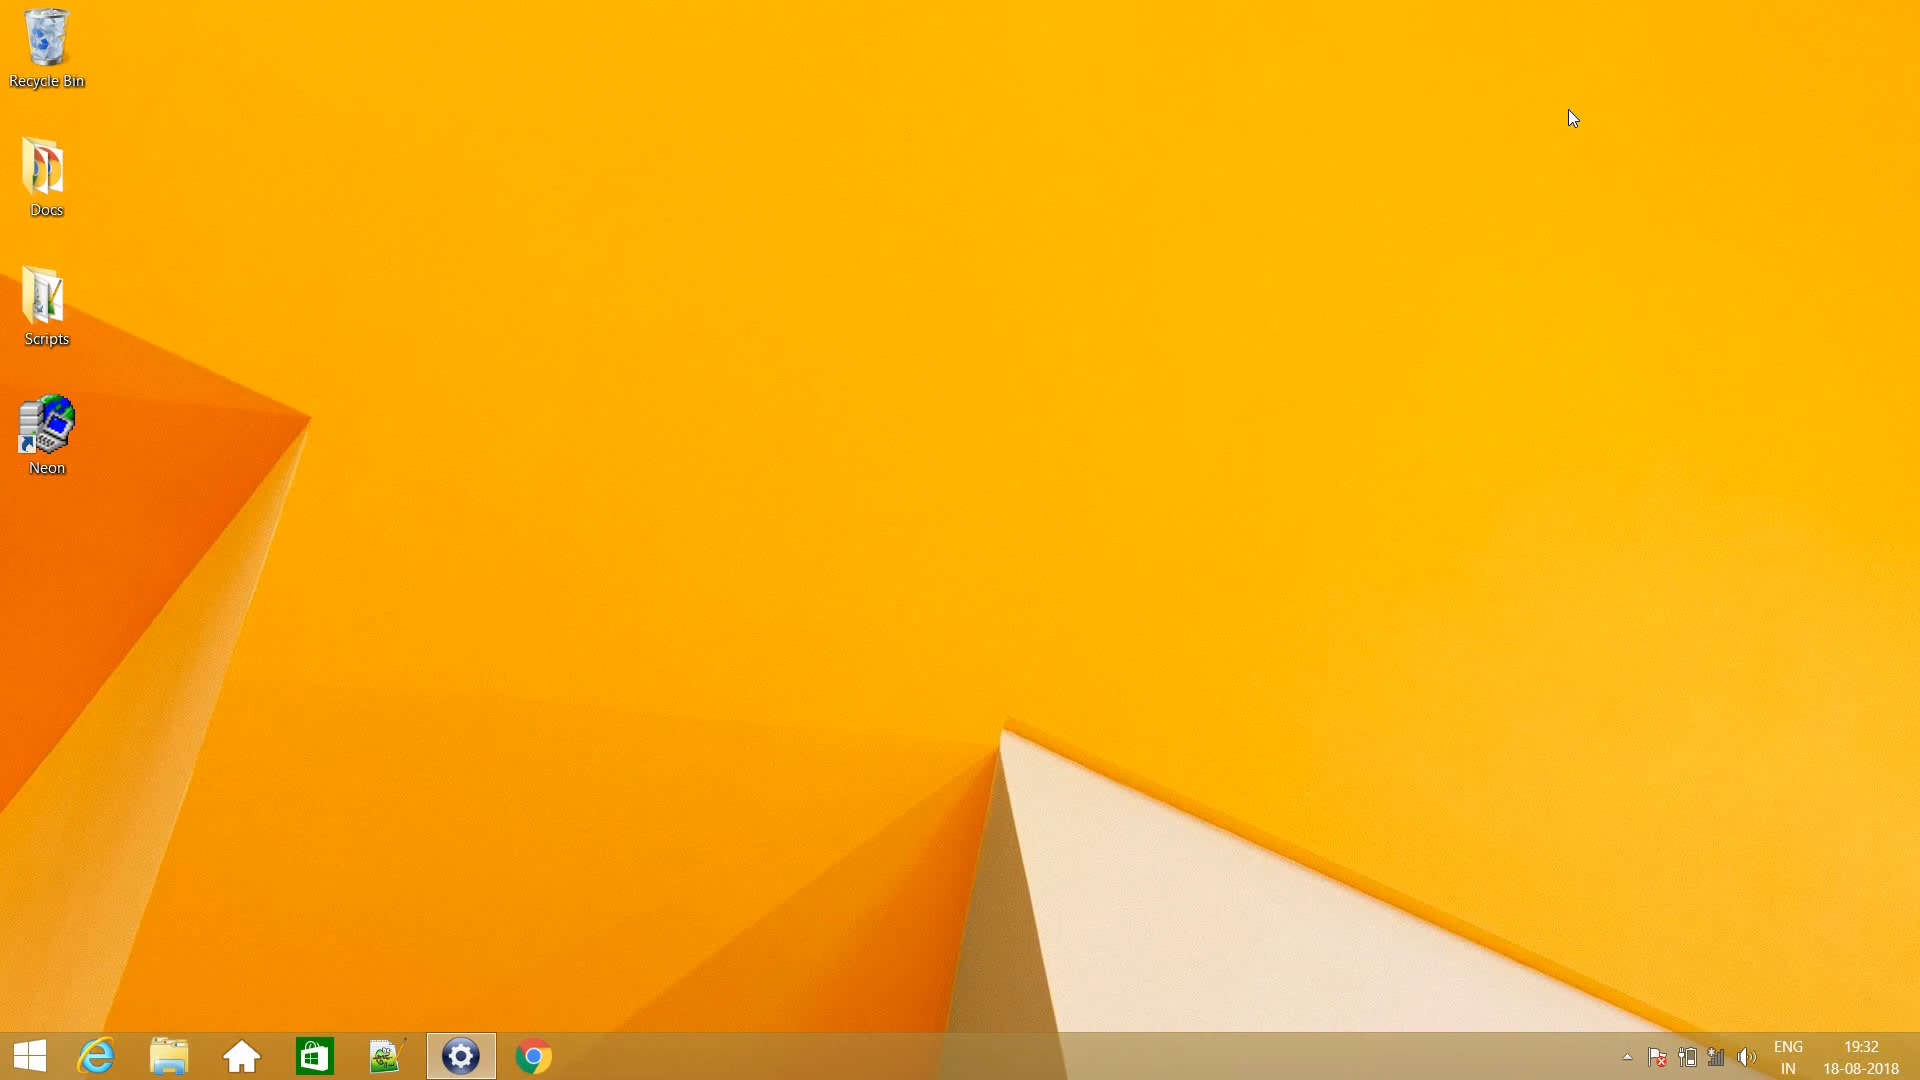 Recycle Bin
Docs
Scripts
Neon
ENG
IN
19:32
18-08-2018